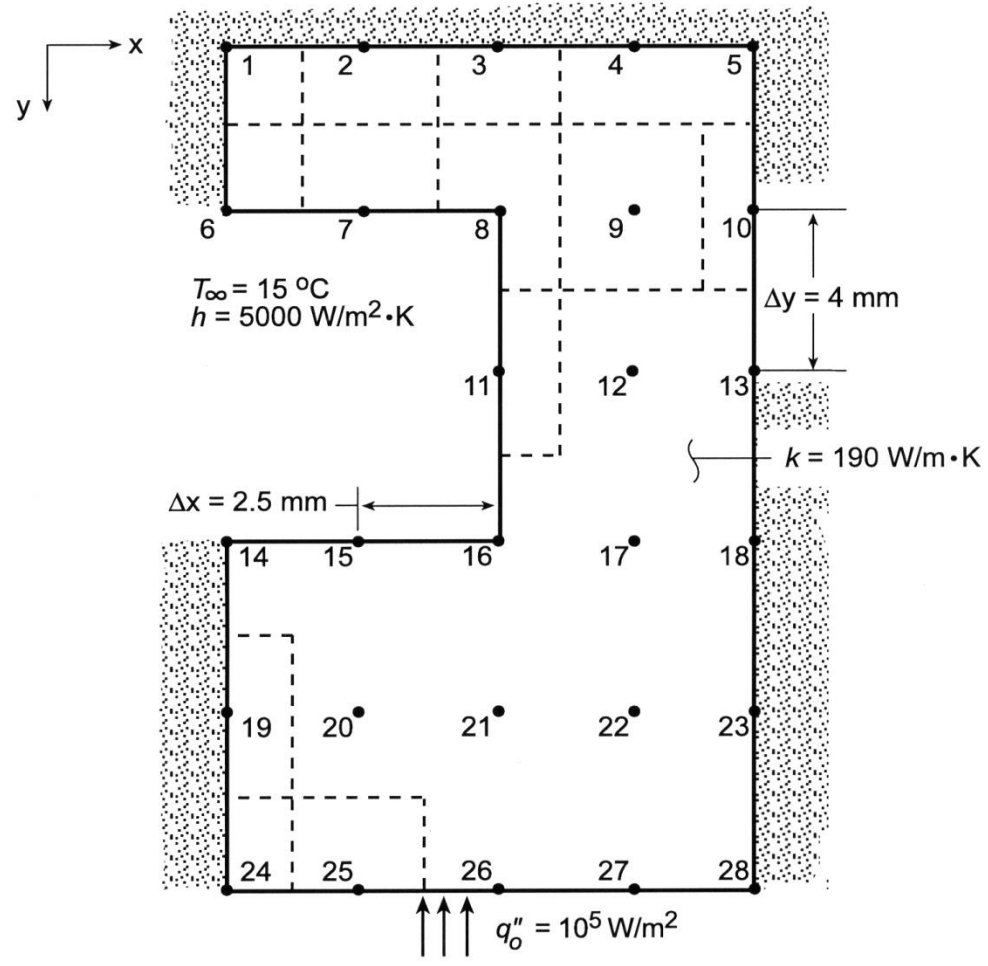 x
y
1 2 3 4 5
6 7 8 9 10
T∞ = 15 °C
h = 5000 W/m²•K
Δy = 4 mm
11 12 13
k = 190 W/m•K
Δx = 2.5 mm
14 15 16 17 18
19 20 21 22 23
24 25 26 27 28
q″ₒ = 10⁵ W/m²